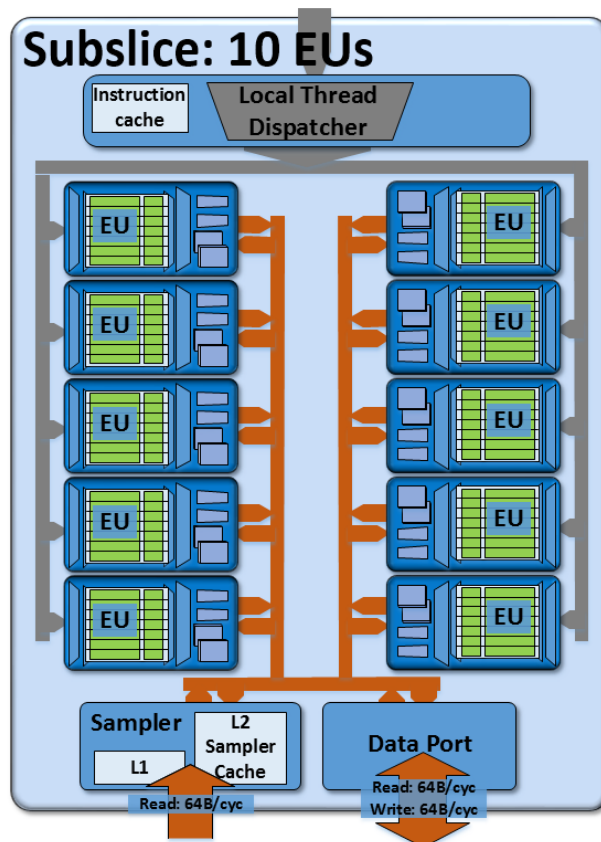 Subslice: 10 EUs
Instruction
cache
Local Thread
Dispatcher
EU
EU
EU
EU
EU
EU
EU
EU
EU
EU
Sampler
L1
L2
Sampler
Cache
Read: 64B/cyc
Data Port
Read: 64B/cyc
Write: 64B/cyc